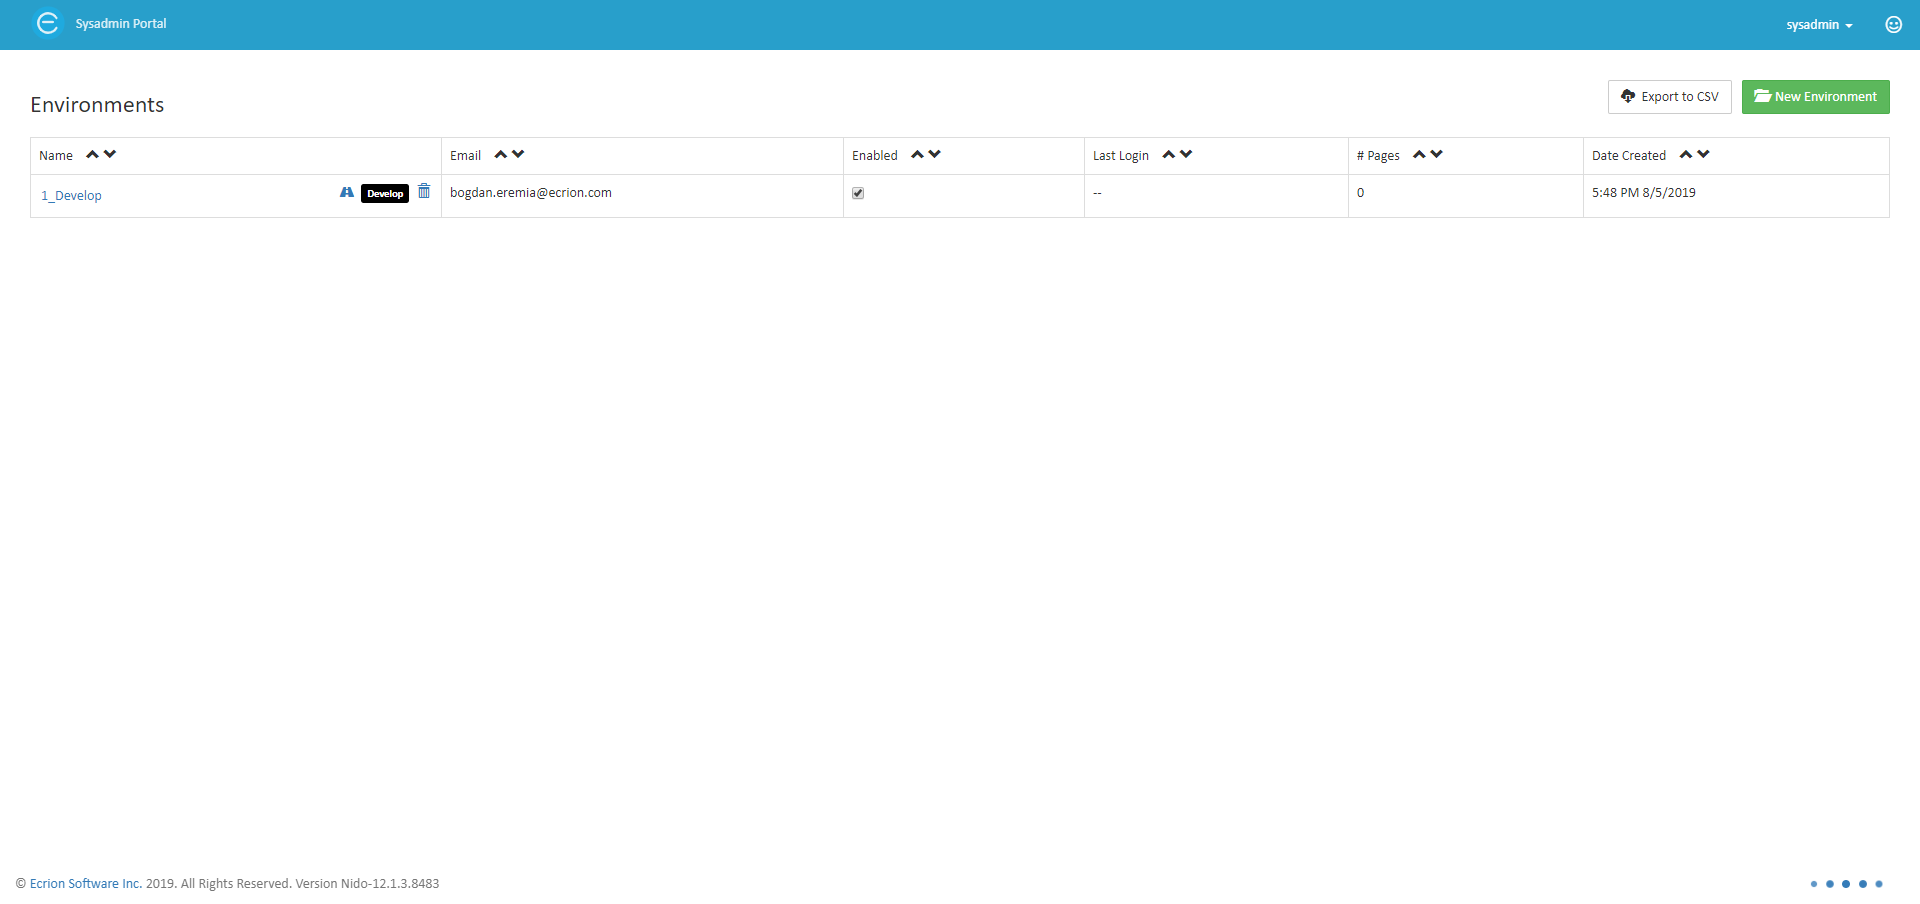 Sysadmin Portal
sysadmin
Environments
Export to CSV
New Environment
Name Email Enabled Last Login # Pages Date Created
1_Develop Develop bogdan.eremia@ecrion.com -- 0 5:48 PM 8/5/2019
© Ecrion Software Inc. 2019. All Rights Reserved. Version Nido-12.1.3.8483